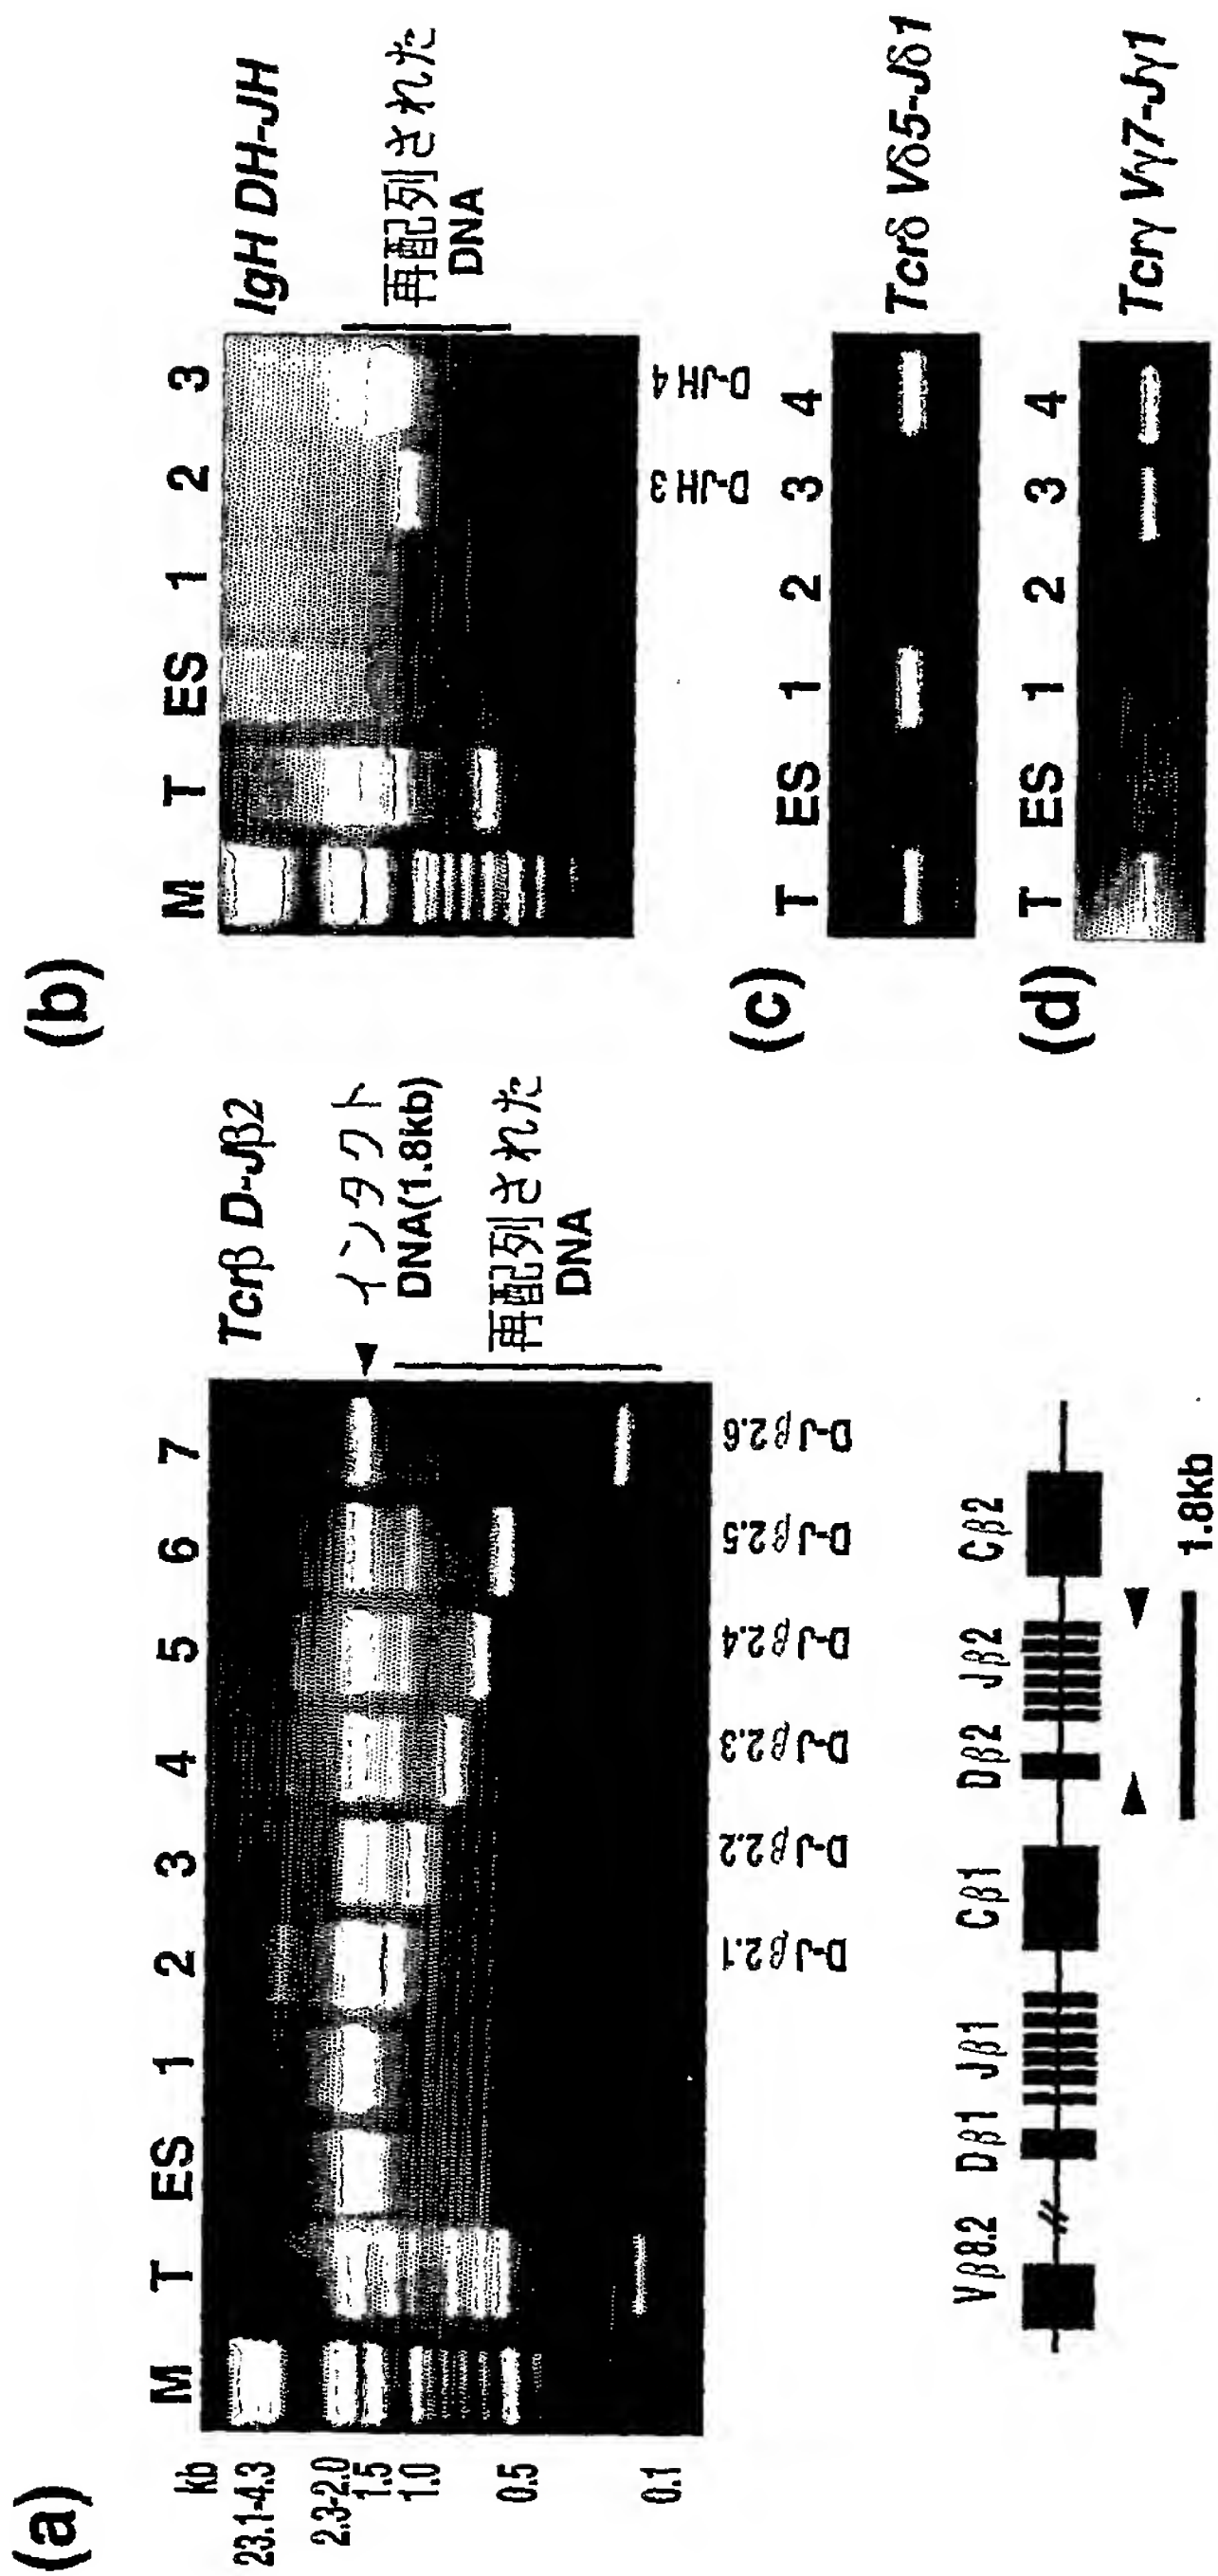 (a)
kb
23.1-4.3
2.3-2.0
1.5
1.0
0.5
0.1
M T ES 1 2 3 4 5 6 7
Tcrβ D-Jβ2
インタクト
DNA(1.8kb)
再配列された
DNA
D-Jβ2.1
D-Jβ2.2
D-Jβ2.3
D-Jβ2.4
D-Jβ2.5
D-Jβ2.6
Vβ8.2 Dβ1 Jβ1 Cβ1 Dβ2 Jβ2 Cβ2
1.8kb
(b)
M T ES 1 2 3
IgH DH-JH
再配列された
DNA
D-JH3
D-JH4
(c)
T ES 1 2 3 4
Tcrδ Vδ5-Jδ1
(d)
T ES 1 2 3 4
Tcrγ Vγ7-Jγ1